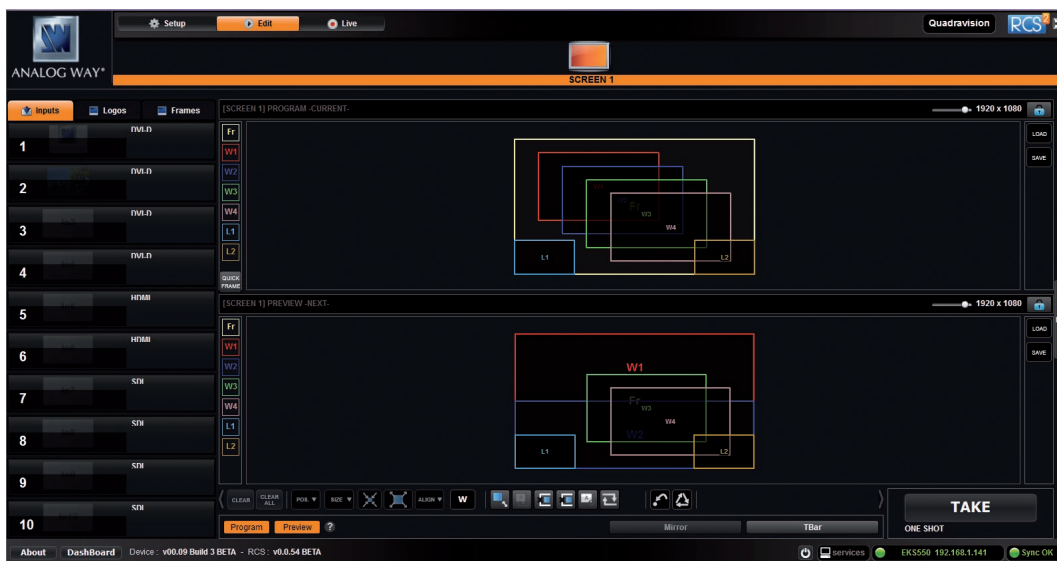 Setup Edit Live Quadravision RCS²
ANALOG WAY®
SCREEN 1
Inputs Logos Frames
[SCREEN 1] PROGRAM -CURRENT- 1920 x 1080
1 DVI-D
2 DVI-D
3 DVI-D
4 DVI-D
5 HDMI
6 HDMI
7 SDI
8 SDI
9 SDI
10 SDI
Fr
W1
W2
W3
W4
L1
L2
QUICK
FRAME
Fr
W3
W4
L1 L2
LOAD
SAVE
[SCREEN 1] PREVIEW -NEXT- 1920 x 1080
Fr
W1
W2
W3
W4
L1
L2
W1
Fr
W3
W4
W2
L1 L2
LOAD
SAVE
CLEAR CLEAR ALL POS. SIZE ALIGN W
TAKE
ONE SHOT
Program Preview ? Mirror TBar
About DashBoard Device : v00.09 Build 3 BETA - RCS : v0.0.54 BETA services EKS550 192.168.1.141 Sync OK